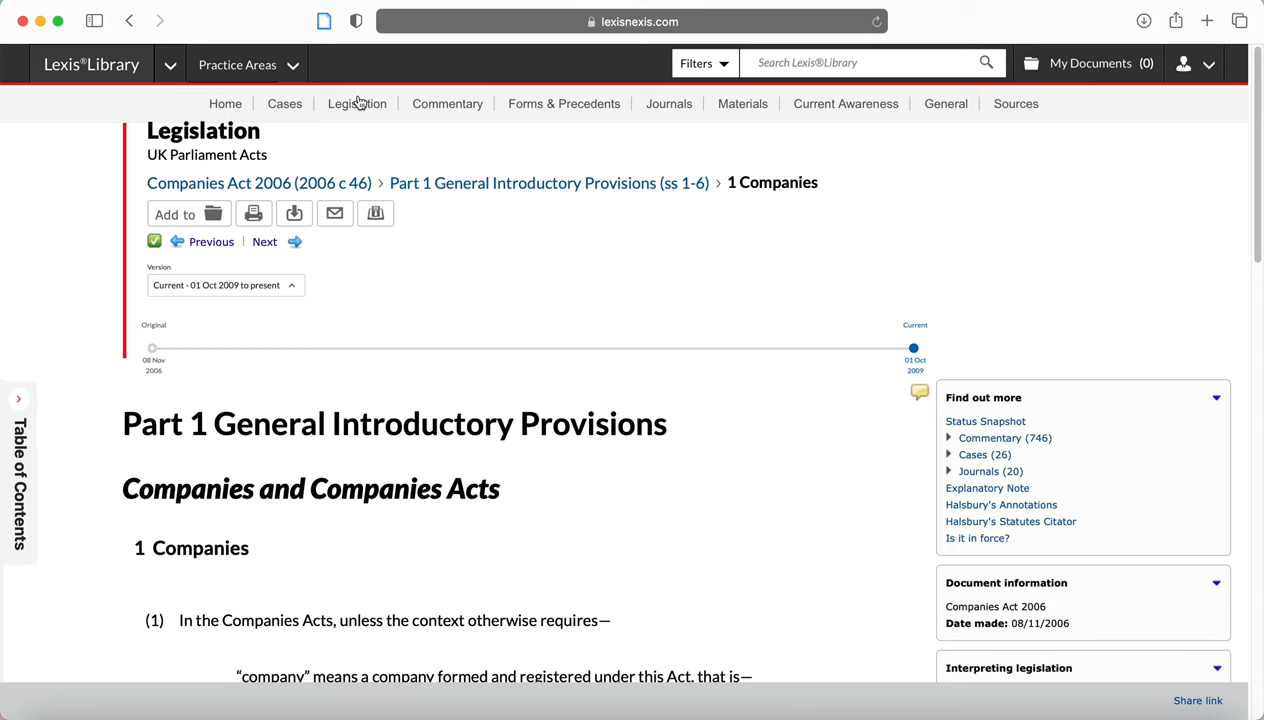 lexisnexis.com
Lexis®Library
Practice Areas
Filters
Search Lexis®Library
My Documents (0)
Home | Cases | Legislation | Commentary | Forms & Precedents | Journals | Materials | Current Awareness | General | Sources
Legislation
UK Parliament Acts
Companies Act 2006 (2006 c 46) > Part 1 General Introductory Provisions (ss 1-6) > 1 Companies
Add to
Previous | Next
Version
Current - 01 Oct 2009 to present
Original
Current
08 Nov
2006
01 Oct
2009
Table of Contents
Part 1 General Introductory Provisions
Companies and Companies Acts
1 Companies
(1) In the Companies Acts, unless the context otherwise requires—
“company” means a company formed and registered under this Act, that is—
Find out more
Status Snapshot
Commentary (746)
Cases (26)
Journals (20)
Explanatory Note
Halsbury's Annotations
Halsbury's Statutes Citator
Is it in force?
Document information
Companies Act 2006
Date made: 08/11/2006
Interpreting legislation
Share link